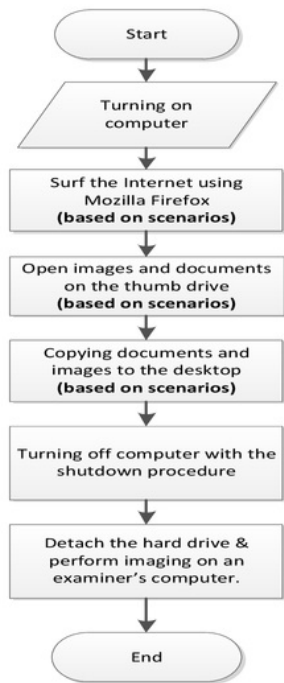 Start
Turning on
computer
Surf the Internet using
Mozilla Firefox
(based on scenarios)
Open images and documents
on the thumb drive
(based on scenarios)
Copying documents and
images to the desktop
(based on scenarios)
Turning off computer with the
shutdown procedure
Detach the hard drive &
perform imaging on an
examiner's computer.
End